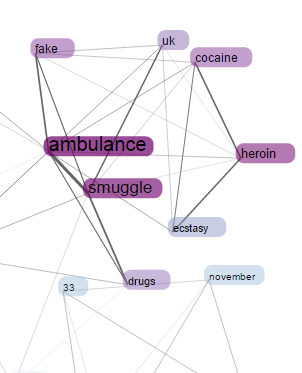 fake
uk
cocaine
ambulance
heroin
smuggle
ecstasy
drugs
november
33